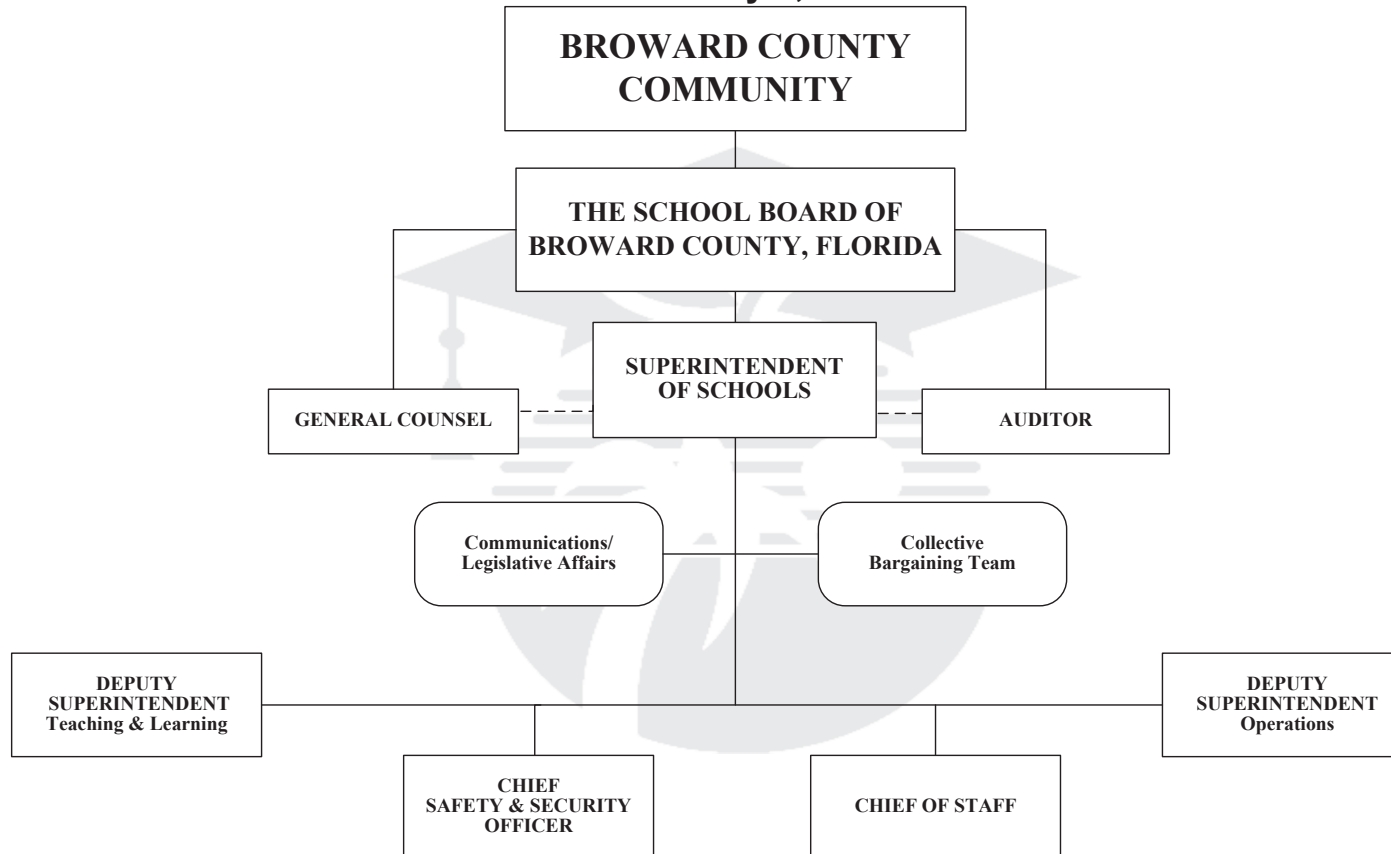 BROWARD COUNTY
COMMUNITY
THE SCHOOL BOARD OF
BROWARD COUNTY, FLORIDA
SUPERINTENDENT
OF SCHOOLS
GENERAL COUNSEL
AUDITOR
Communications/
Legislative Affairs
Collective
Bargaining Team
DEPUTY
SUPERINTENDENT
Teaching & Learning
DEPUTY
SUPERINTENDENT
Operations
CHIEF
SAFETY & SECURITY
OFFICER
CHIEF OF STAFF